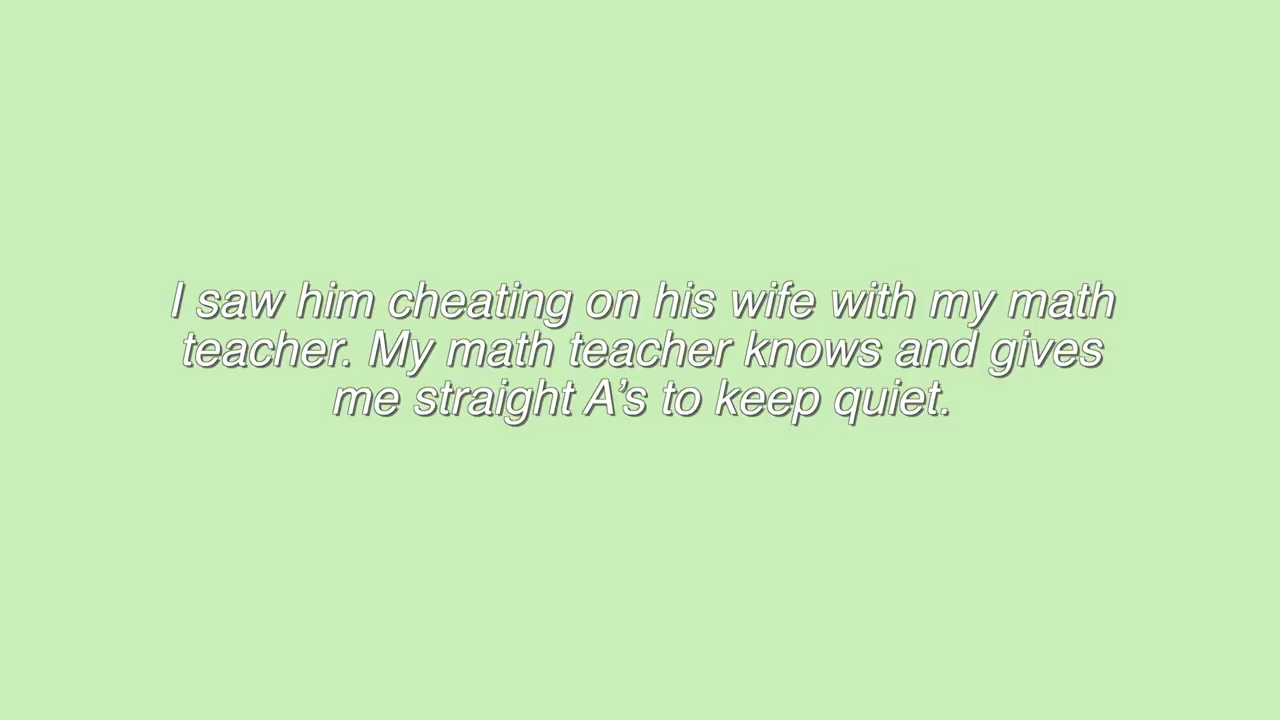 I saw him cheating on his wife with my math
teacher. My math teacher knows and gives
me straight A’s to keep quiet.